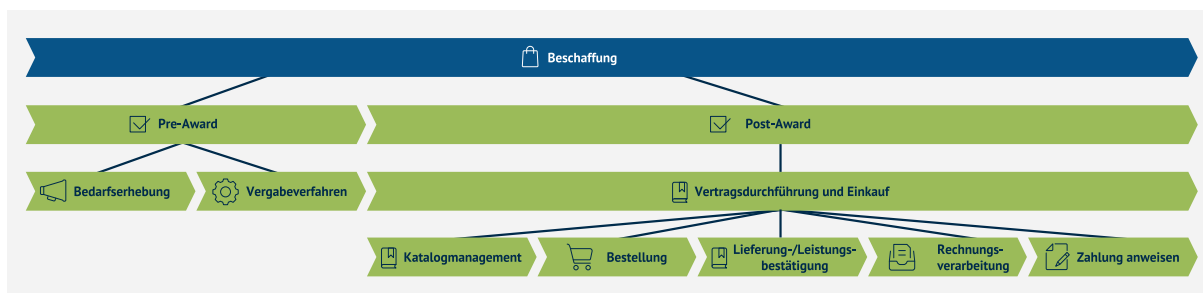 Beschaffung
Pre-Award
Post-Award
Bedarfserhebung
Vergabeverfahren
Vertragsdurchführung und Einkauf
Katalogmanagement
Bestellung
Lieferung-/Leistungs-
bestätigung
Rechnungs-
verarbeitung
Zahlung anweisen